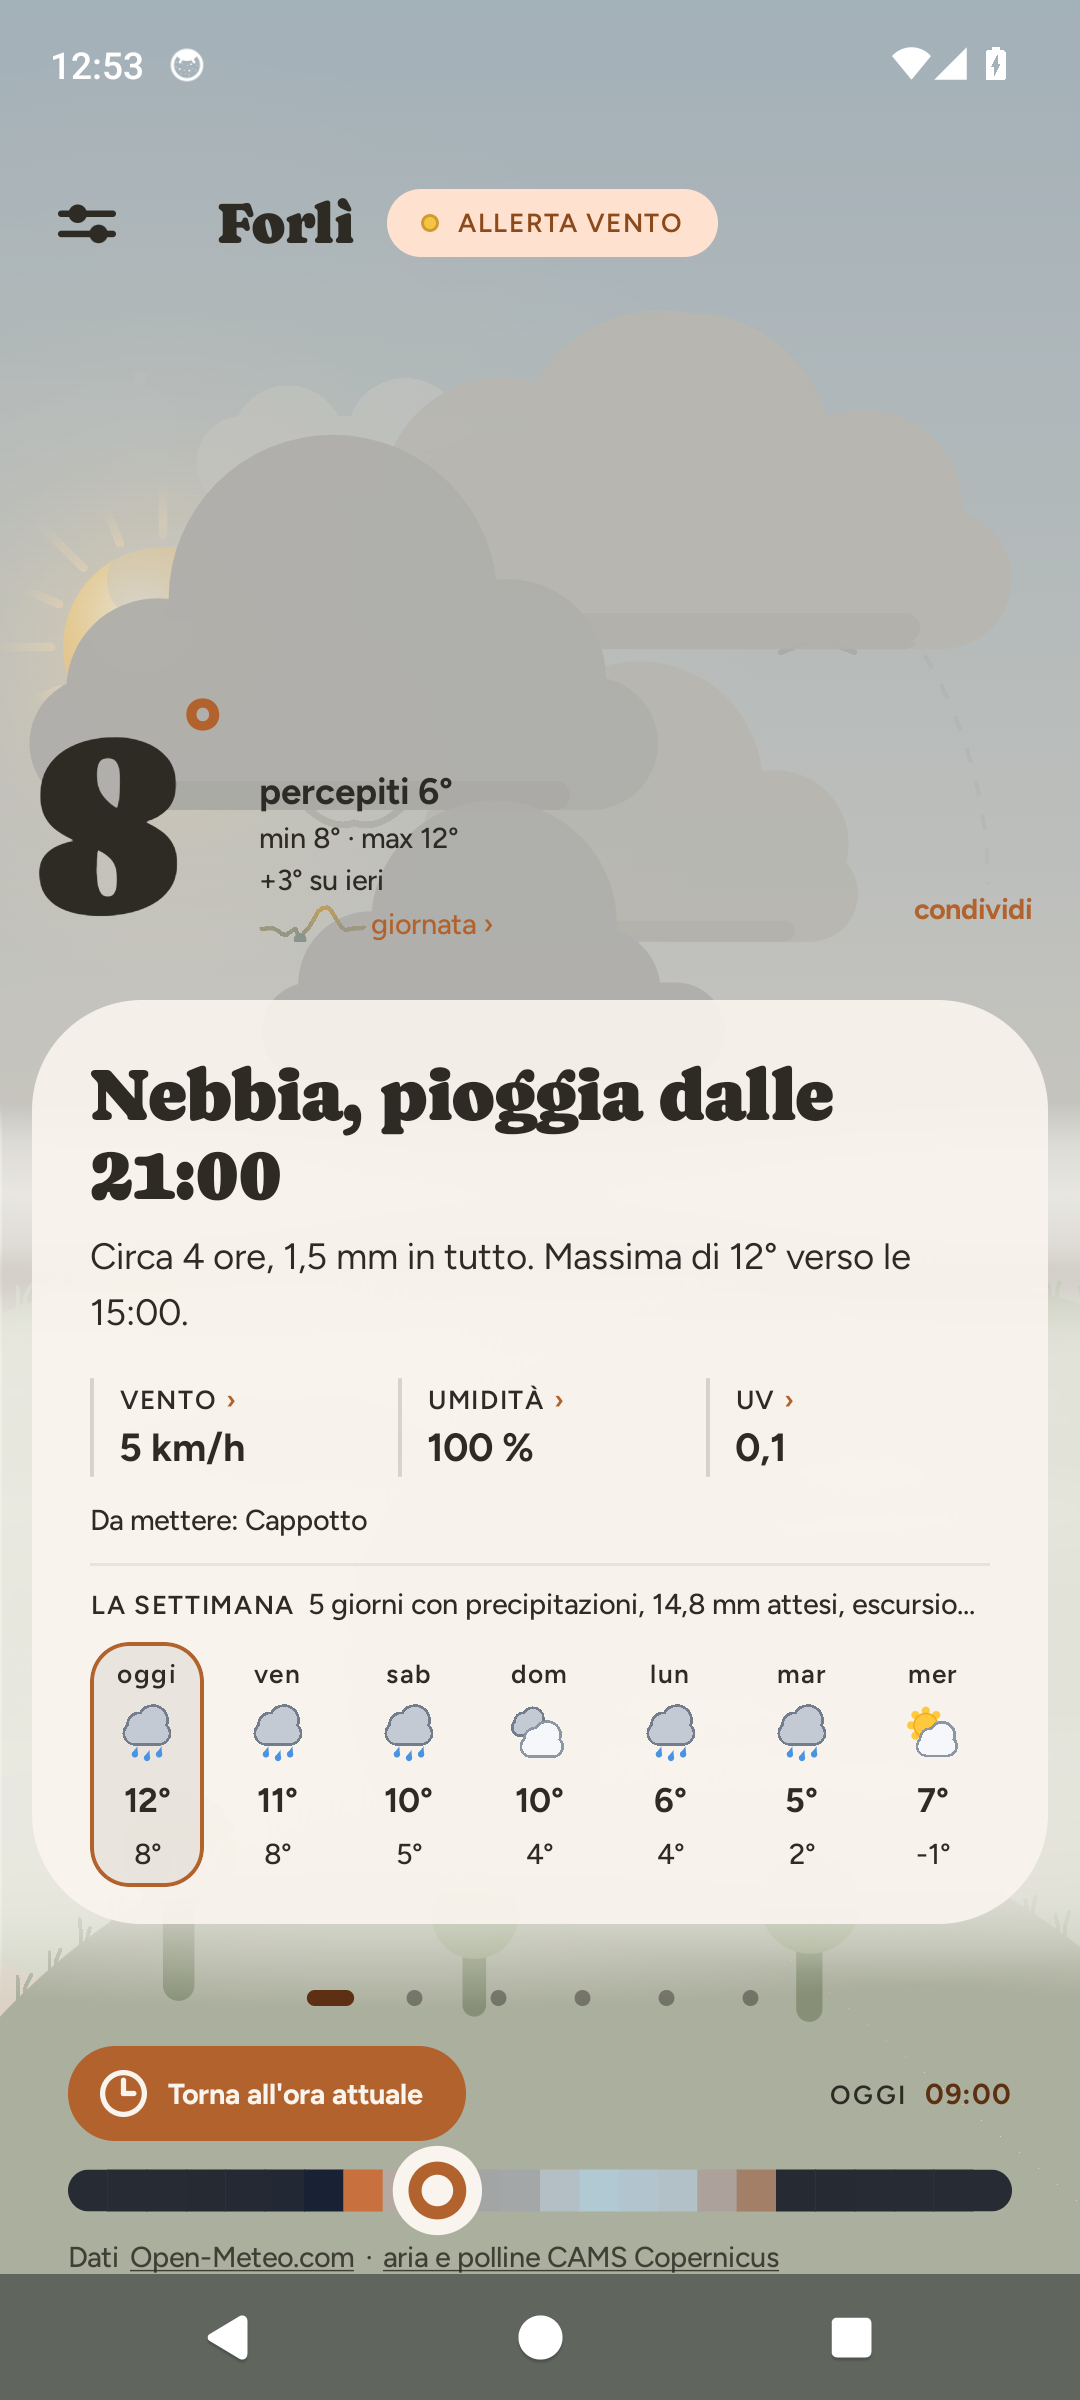 12:53
Forlì
ALLERTA VENTO
8°
percepiti 6°
min 8° · max 12°
+3° su ieri
giornata ›
condividi
Nebbia, pioggia dalle
21:00
Circa 4 ore, 1,5 mm in tutto. Massima di 12° verso le
15:00.
VENTO › UMIDITÀ › UV ›
5 km/h 100 % 0,1
Da mettere: Cappotto
LA SETTIMANA 5 giorni con precipitazioni, 14,8 mm attesi, escursio...
oggi ven sab dom lun mar mer
12° 11° 10° 10° 6° 5° 7°
8° 8° 5° 4° 4° 2° -1°
Torna all'ora attuale
OGGI 09:00
Dati Open-Meteo.com · aria e polline CAMS Copernicus